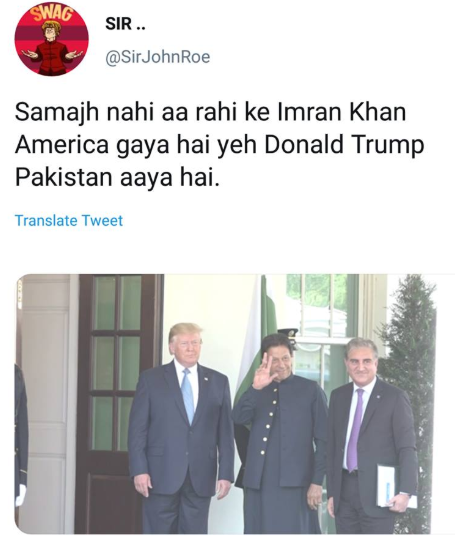 SWAG
SIR ..
@SirJohnRoe
Samajh nahi aa rahi ke Imran Khan
America gaya hai yeh Donald Trump
Pakistan aaya hai.
Translate Tweet